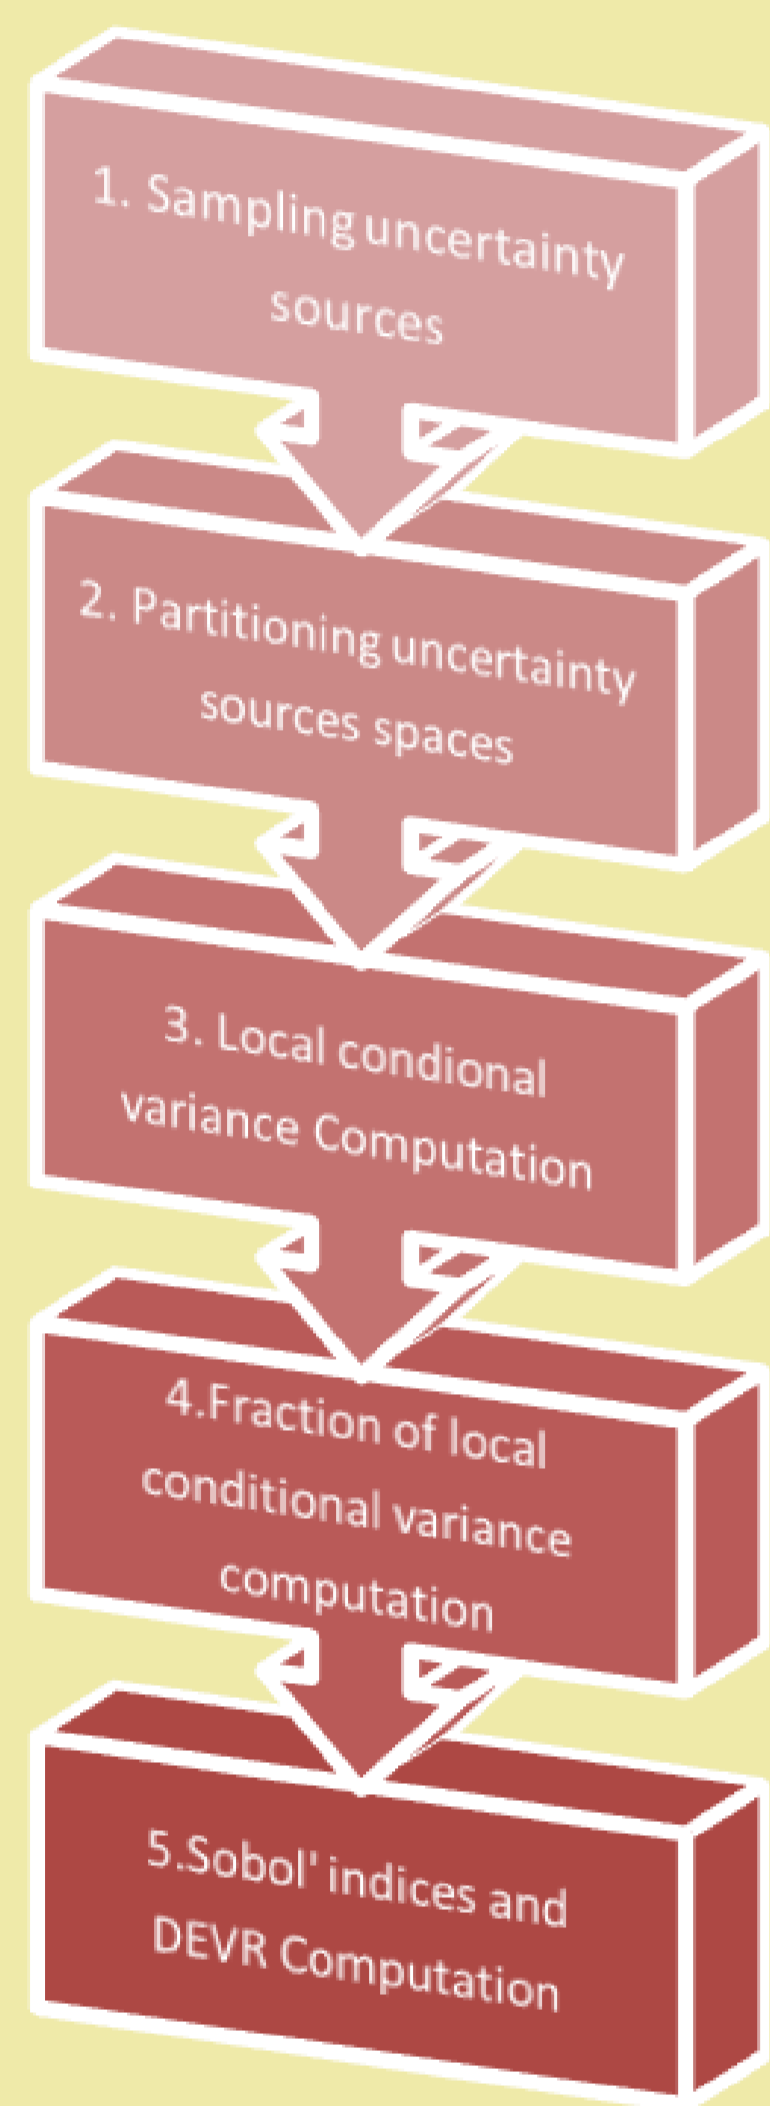 1. Sampling uncertainty
sources
2. Partitioning uncertainty
sources spaces
3. Local condional
variance Computation
4.Fraction of local
conditional variance
computation
5.Sobol' indices and
DEVR Computation